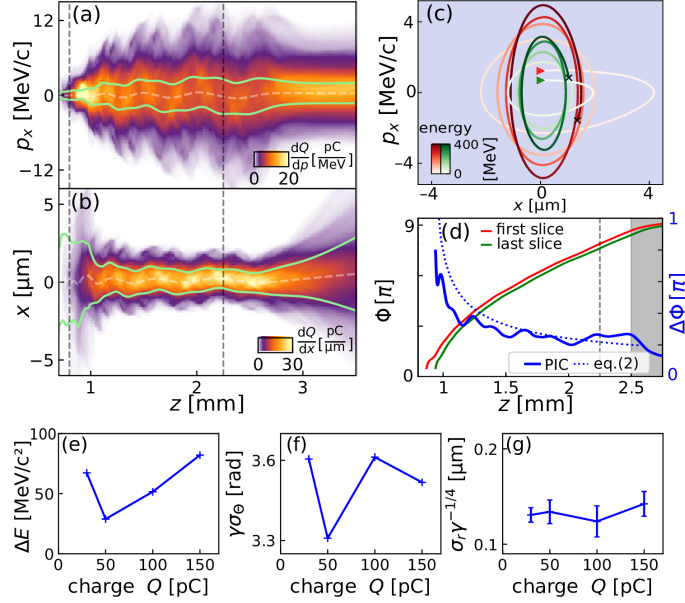 (a)
12
0
−12
p_x [MeV/c]
dQ/dp [pC/MeV]
0 20
(b)
5
0
−5
x [μm]
dQ/dx [pC/μm]
0 30
1 2 3
z [mm]
(c)
4
0
−4
p_x [MeV/c]
energy
400
0
[MeV]
−4 0 4
x [μm]
(d)
first slice
last slice
9
0
Φ [π]
1
0
ΔΦ [π]
PIC eq.(2)
1 1.5 2 2.5
z [mm]
(e)
100
50
0
ΔE [MeV/c²]
0 50 100 150
charge Q [pC]
(f)
3.6
3.3
γσ_Θ [rad]
0 50 100 150
charge Q [pC]
(g)
0.2
0.1
σ_rγ^{−1/4} [μm]
0 50 100 150
charge Q [pC]